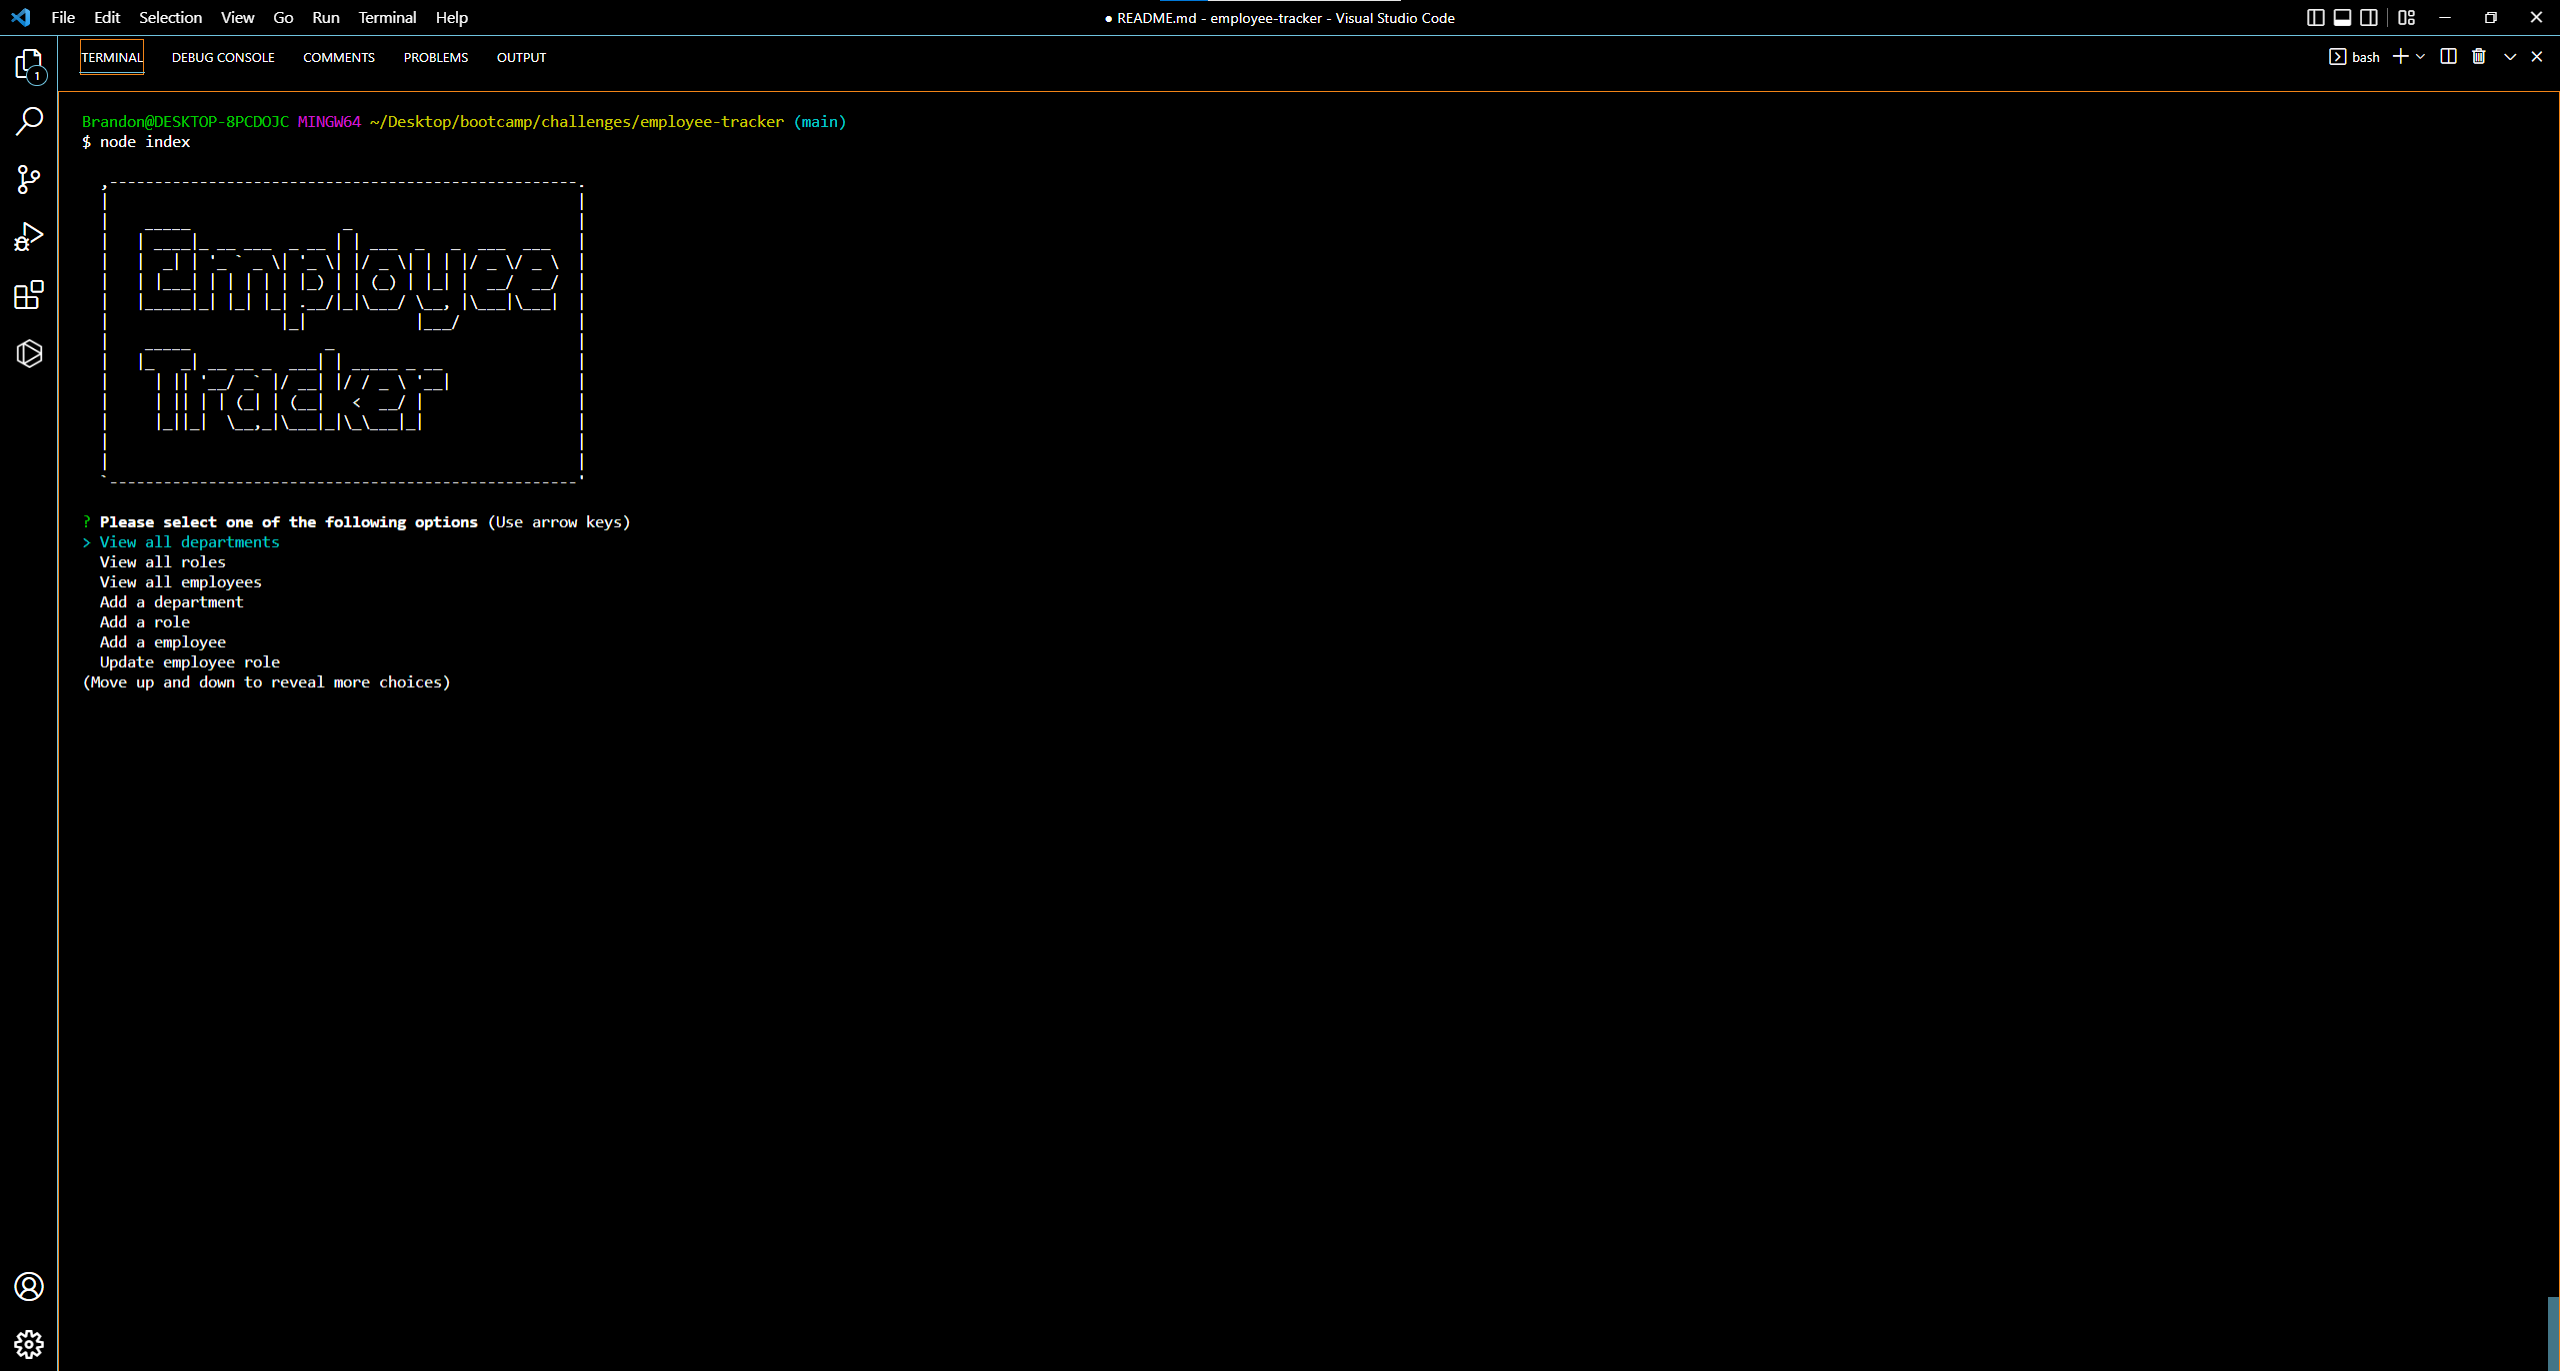 File Edit Selection View Go Run Terminal Help
● README.md - employee-tracker - Visual Studio Code
TERMINAL DEBUG CONSOLE COMMENTS PROBLEMS OUTPUT
bash
1
Brandon@DESKTOP-8PCDOJC MINGW64 ~/Desktop/bootcamp/challenges/employee-tracker (main)
$ node index
Employee
Tracker
? Please select one of the following options (Use arrow keys)
> View all departments
View all roles
View all employees
Add a department
Add a role
Add a employee
Update employee role
(Move up and down to reveal more choices)